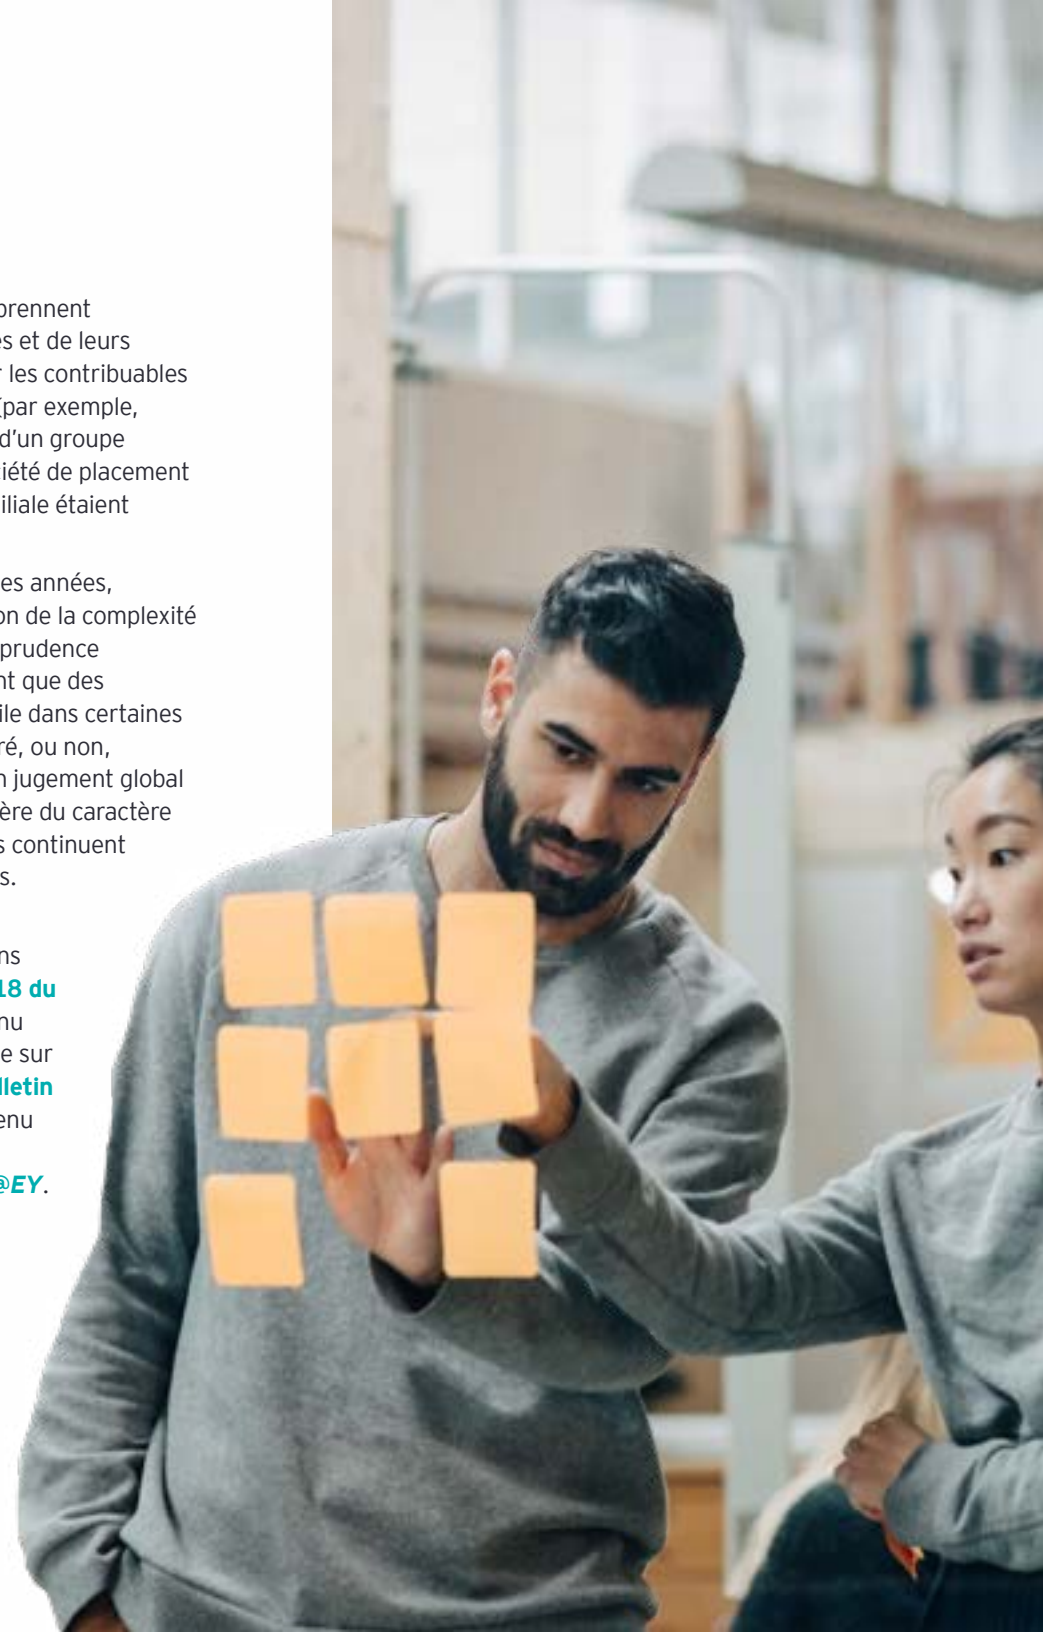 prennent
s et de leurs
les contribuables
(par exemple,
d'un groupe
iété de placement
iliale étaient
es années,
on de la complexité
prudence
nt que des
ile dans certaines
ré, ou non,
n jugement global
ère du caractère
s continuent
s.
ns
18 du
nu
e sur
lletin
enu
@EY.